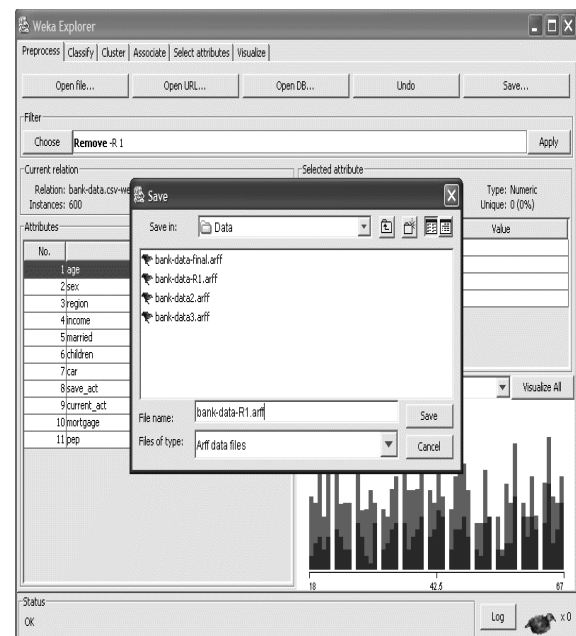 Weka Explorer
Preprocess Classify Cluster Associate Select attributes Visualize
Open file... Open URL... Open DB... Undo Save...
Filter
Choose Remove -R 1 Apply
Current relation
Relation: bank-data.csv-we
Instances: 600
Selected attribute
Type: Numeric
Unique: 0 (0%)
Value
Attributes
No.
1 age
2 sex
3 region
4 income
5 married
6 children
7 car
8 save_act
9 current_act
10 mortgage
11 pep
Save
Save in: Data
bank-data-final.arff
bank-data-R1.arff
bank-data2.arff
bank-data3.arff
File name: bank-data-R1.arff Save
Files of type: Arff data files Cancel
Visualize All
18 42.5 67
Status
OK
Log x 0